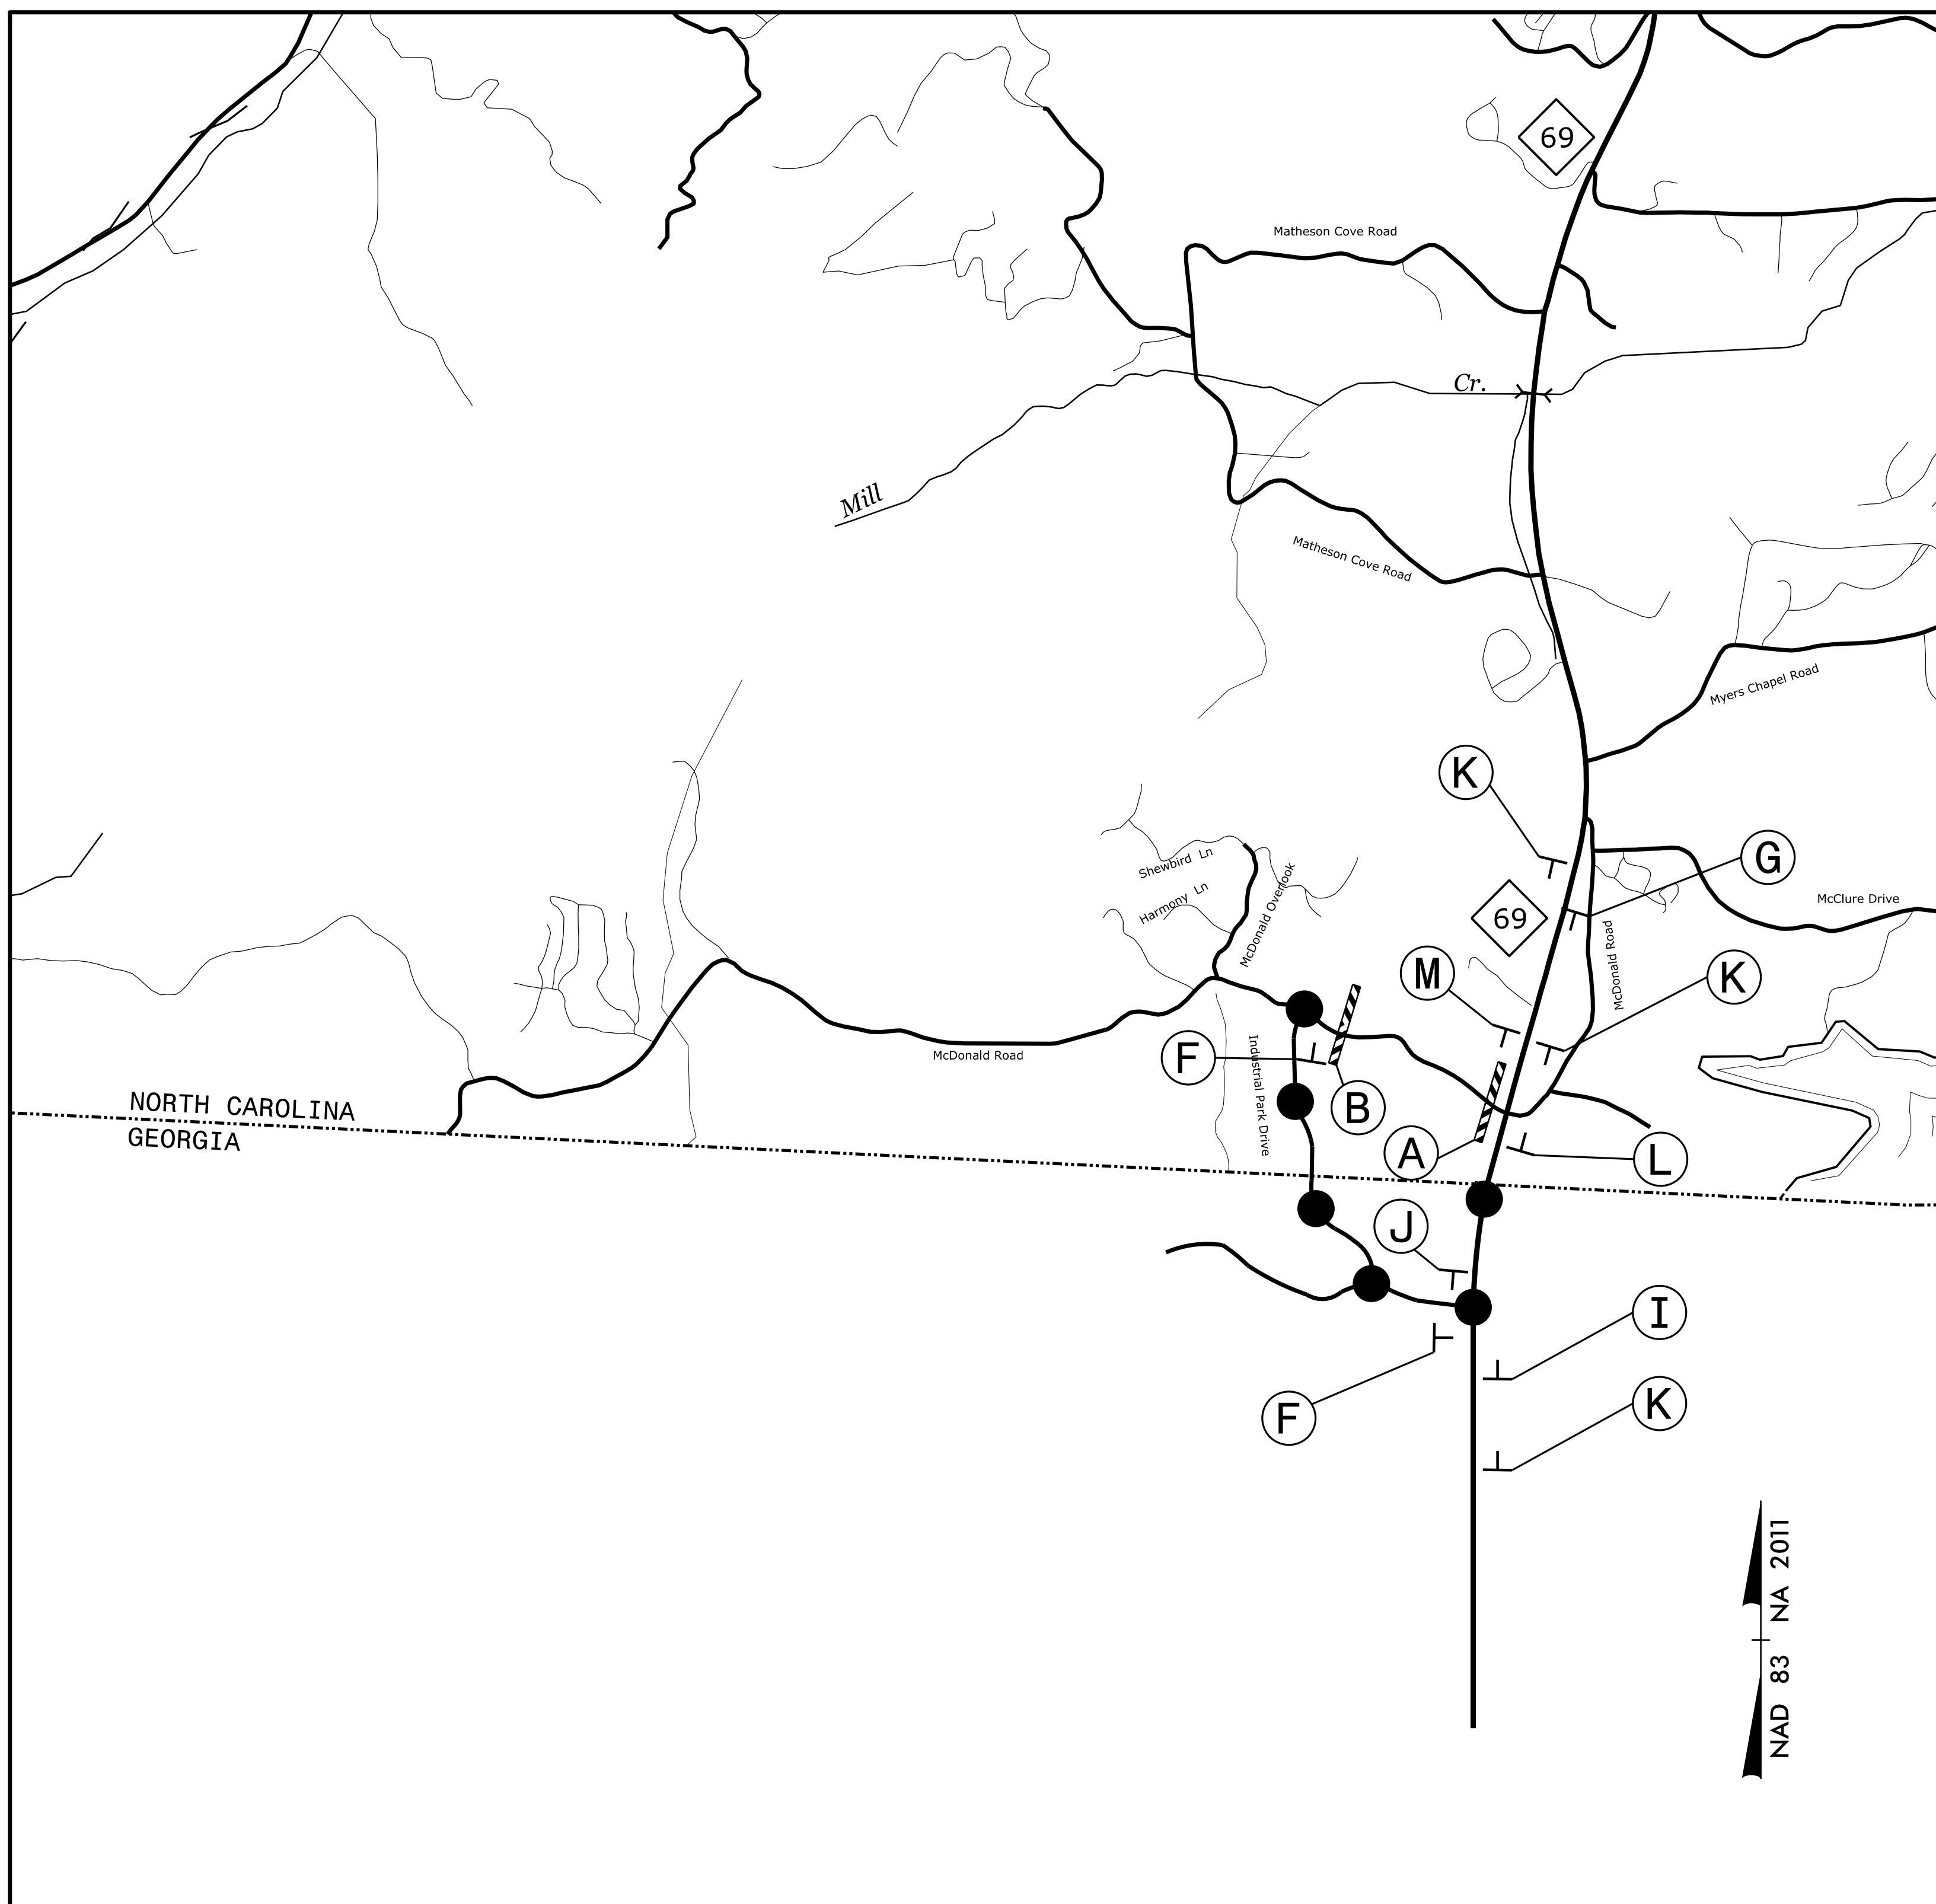 69
Matheson Cove Road
Cr.
Mill
Matheson Cove Road
Myers Chapel Road
K
G
Shewbird Ln
Harmony Ln
McDonald Overlook
69
McClure Drive
McDonald Road
M
K
McDonald Road
F
Industrial Park Drive
B
NORTH CAROLINA
GEORGIA
A
L
J
I
K
F
NAD 83 NA 2011